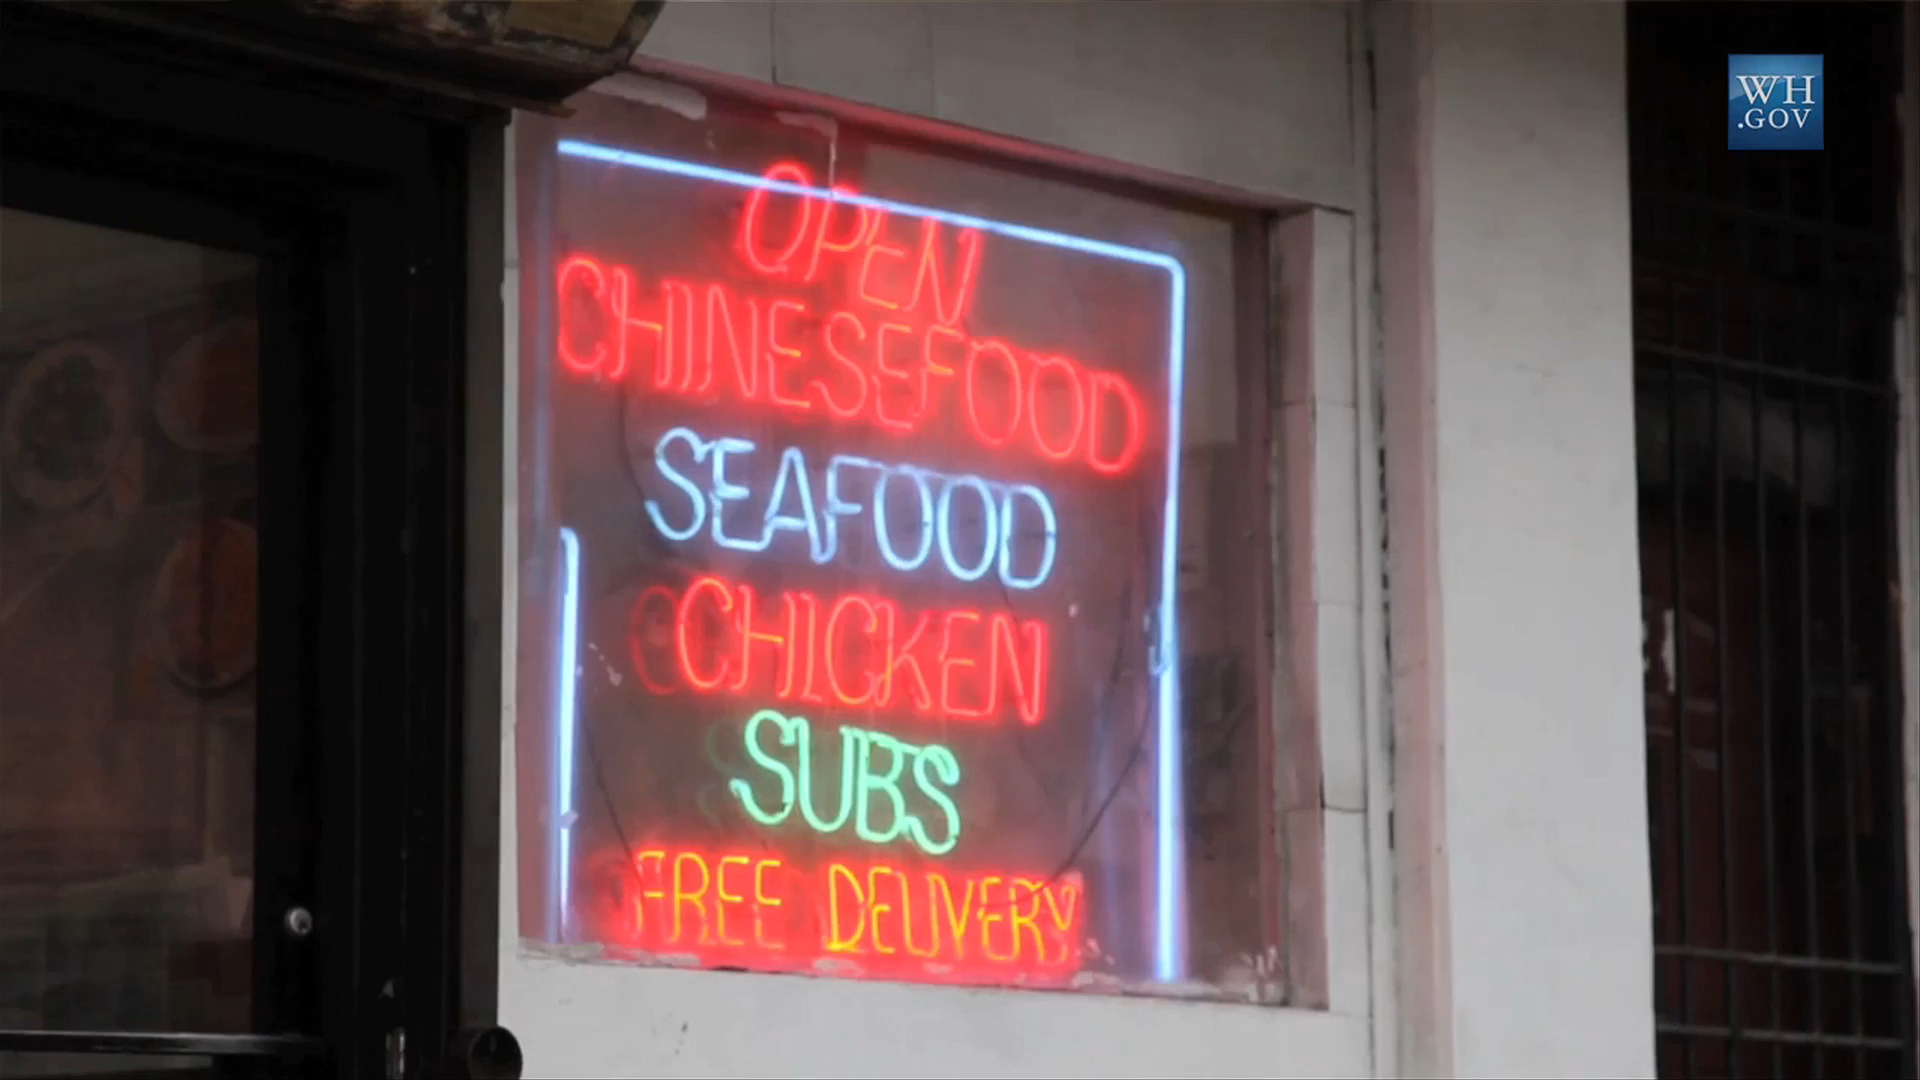 OPEN
CHINESEFOOD
SEAFOOD
CHICKEN
SUBS
FREE DELIVERY
WH
.GOV